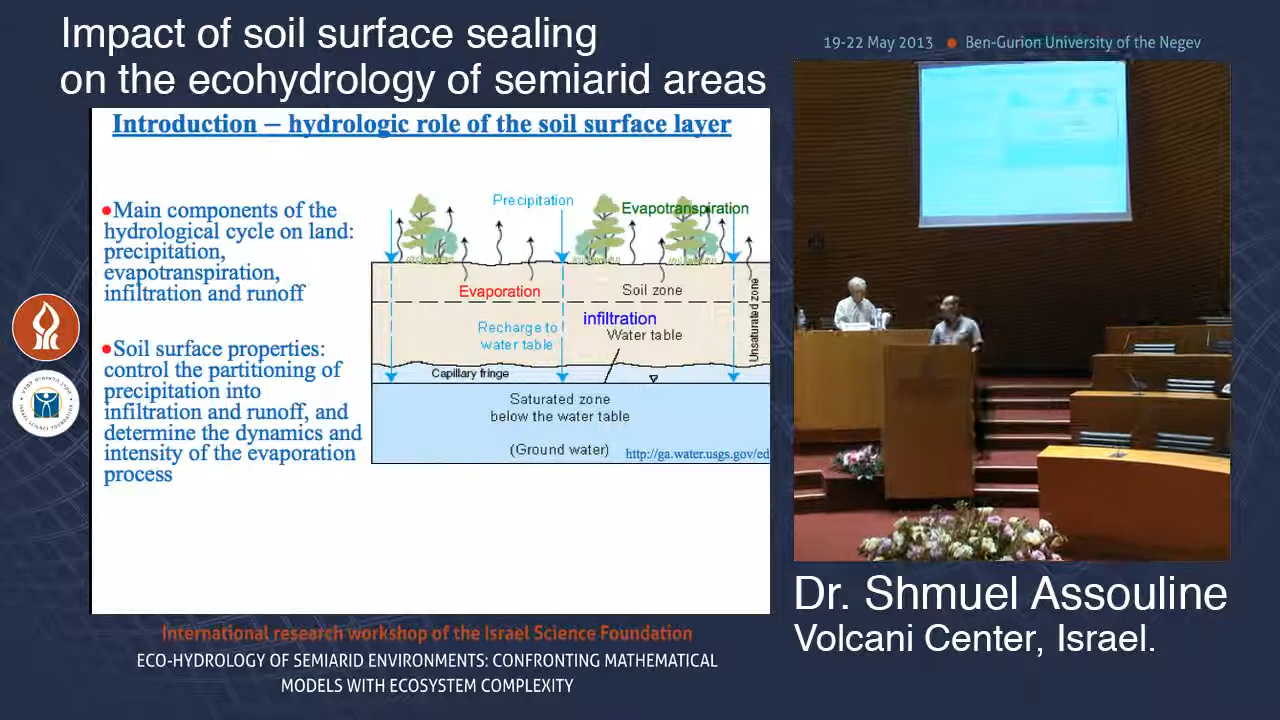 Impact of soil surface sealing
on the ecohydrology of semiarid areas
19-22 May 2013 ● Ben-Gurion University of the Negev
Introduction – hydrologic role of the soil surface layer
●Main components of the
hydrological cycle on land:
precipitation,
evapotranspiration,
infiltration and runoff
●Soil surface properties:
control the partitioning of
precipitation into
infiltration and runoff, and
determine the dynamics and
intensity of the evaporation
process
Precipitation
Evapotranspiration
Evaporation
Soil zone
Unsaturated zone
infiltration
Recharge to
water table
Water table
Capillary fringe
Saturated zone
below the water table
(Ground water)
http://ga.water.usgs.gov/ed
Dr. Shmuel Assouline
Volcani Center, Israel.
International research workshop of the Israel Science Foundation
ECO-HYDROLOGY OF SEMIARID ENVIRONMENTS: CONFRONTING MATHEMATICAL
MODELS WITH ECOSYSTEM COMPLEXITY